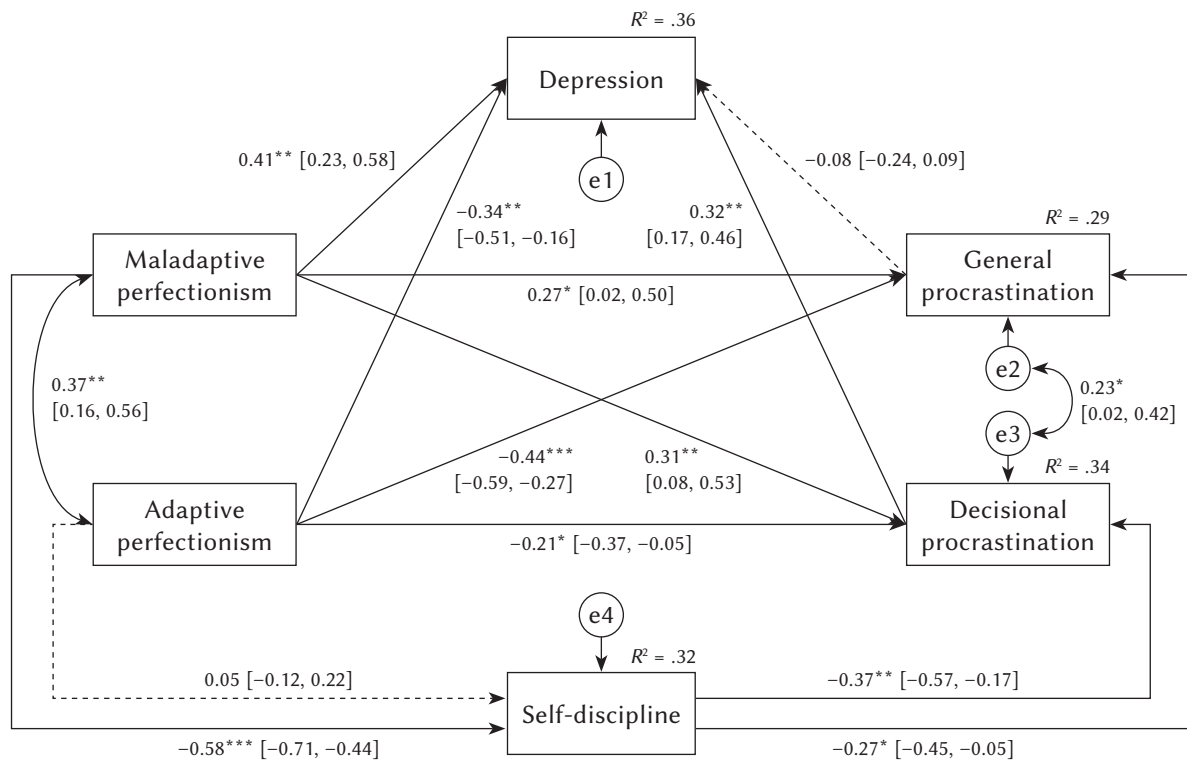 R² = .36
Depression
0.41** [0.23, 0.58]
e1
−0.08 [−0.24, 0.09]
−0.34**
[−0.51, −0.16]
0.32**
[0.17, 0.46]
R² = .29
Maladaptive
perfectionism
General
procrastination
0.27* [0.02, 0.50]
e2
0.37**
[0.16, 0.56]
0.23*
[0.02, 0.42]
e3
−0.44***
[−0.59, −0.27]
0.31**
[0.08, 0.53]
R² = .34
Adaptive
perfectionism
Decisional
procrastination
−0.21* [−0.37, −0.05]
e4
R² = .32
0.05 [−0.12, 0.22]
−0.37** [−0.57, −0.17]
Self-discipline
−0.58*** [−0.71, −0.44]
−0.27* [−0.45, −0.05]